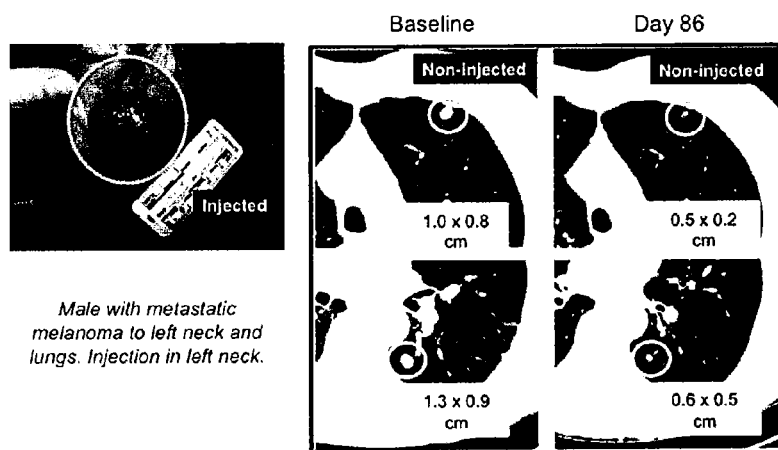 Baseline
Day 86
Injected
Non-injected
Non-injected
1.0 x 0.8
cm
0.5 x 0.2
cm
Male with metastatic
melanoma to left neck and
lungs. Injection in left neck.
1.3 x 0.9
cm
0.6 x 0.5
cm